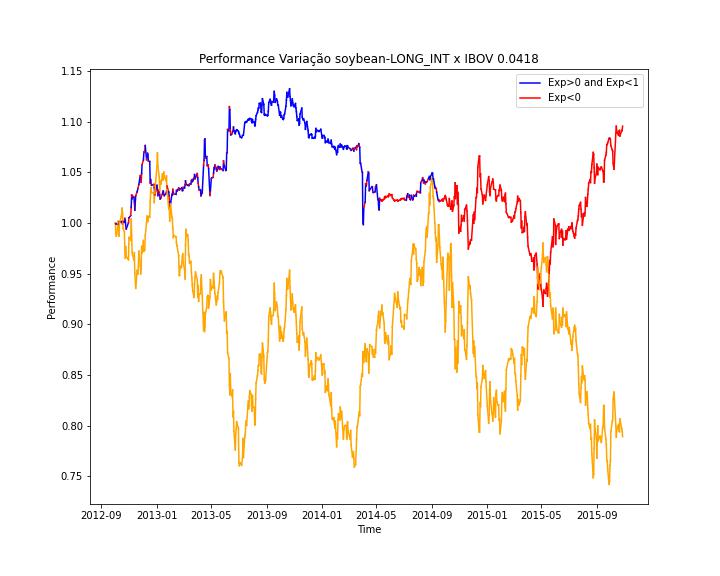 Performance Variação soybean-LONG_INT x IBOV 0.0418
Exp>0 and Exp<1
Exp<0
1.15
1.10
1.05
1.00
0.95
0.90
0.85
0.80
0.75
Performance
2012-09 2013-01 2013-05 2013-09 2014-01 2014-05 2014-09 2015-01 2015-05 2015-09
Time